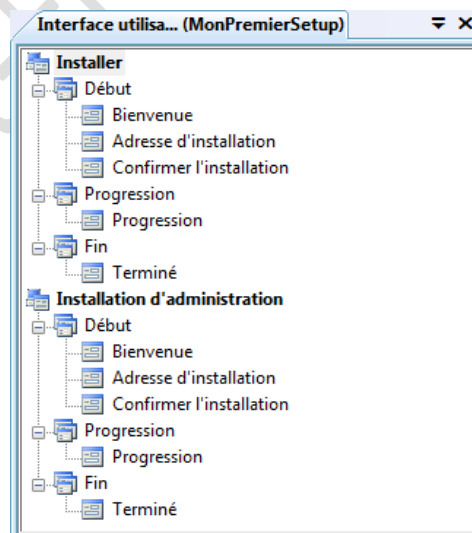 Interface utilisa... (MonPremierSetup)
Installer
Début
Bienvenue
Adresse d'installation
Confirmer l'installation
Progression
Progression
Fin
Terminé
Installation d'administration
Début
Bienvenue
Adresse d'installation
Confirmer l'installation
Progression
Progression
Fin
Terminé